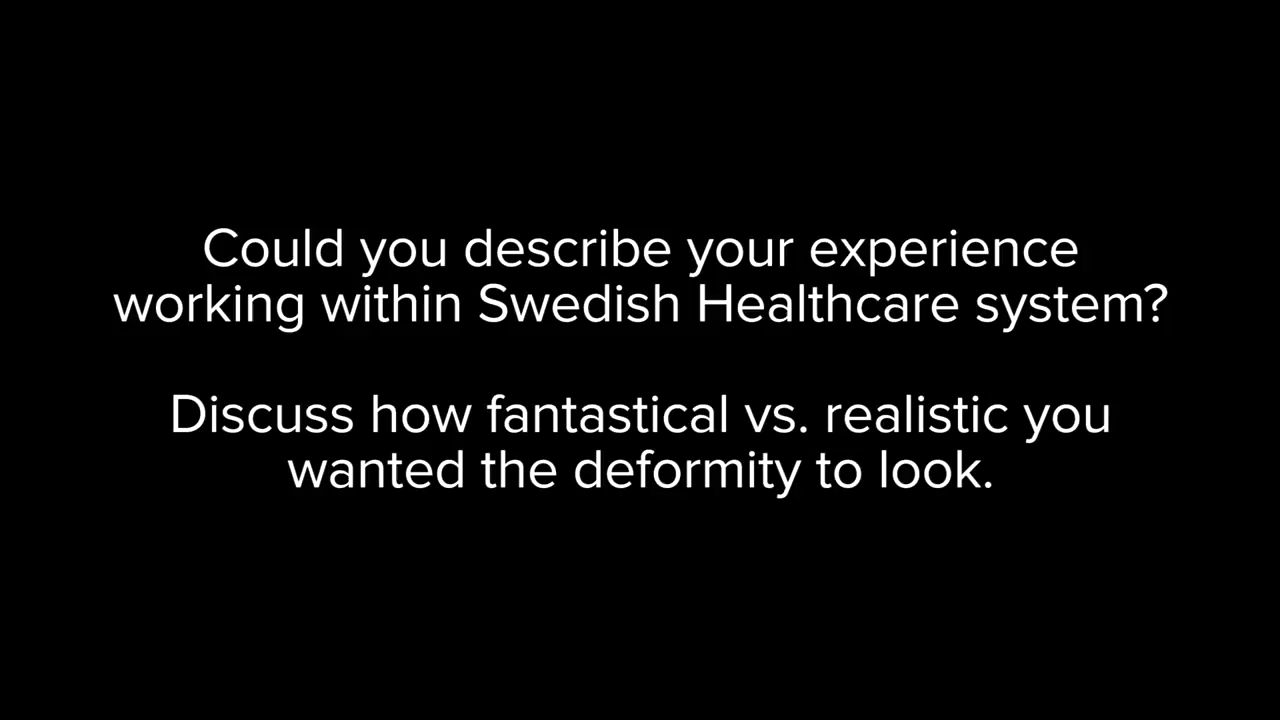 Could you describe your experience
working within Swedish Healthcare system?
Discuss how fantastical vs. realistic you
wanted the deformity to look.